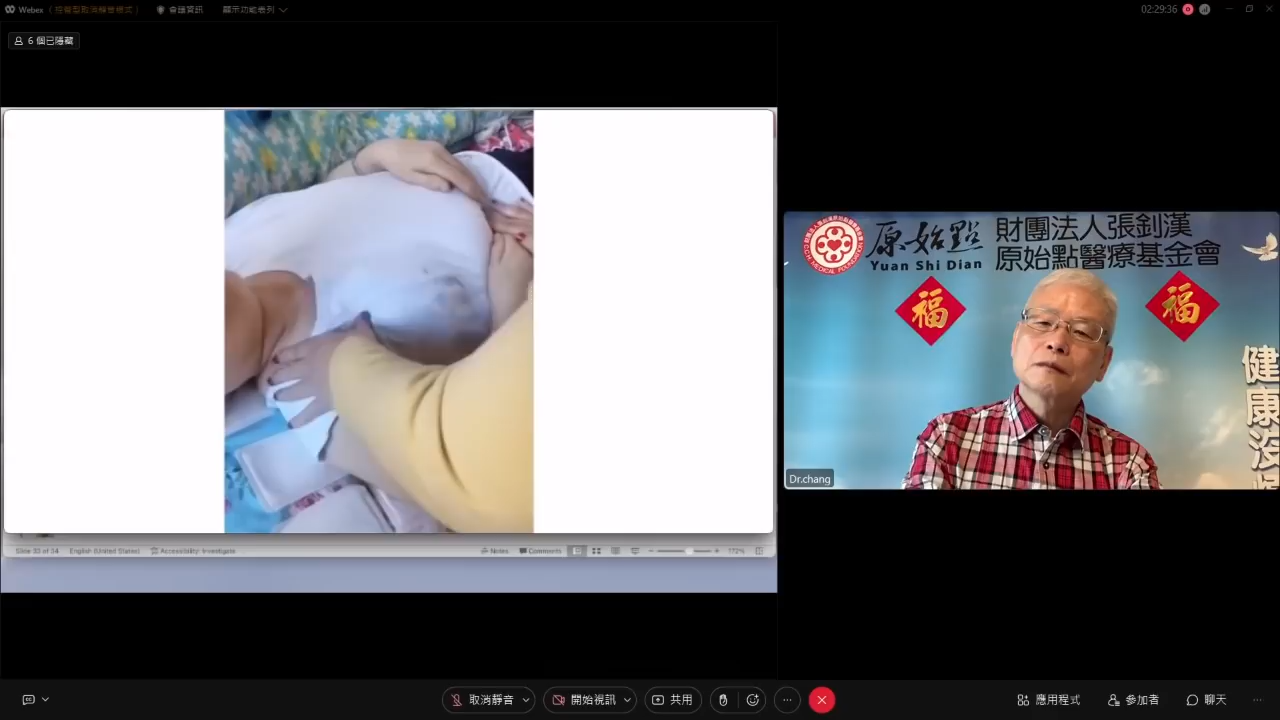 Webex
會議資訊
顯示功能表列
02:29:36
6 個已隱藏
Slide 33 of 34
English (United States)
Accessibility: Investigate
Notes
Comments
172%
原始點
Yuan Shi Dian
財團法人張釗漢
原始點醫療基金會
福
福
健
康
沒
Dr.chang
取消靜音
開始視訊
共用
應用程式
參加者
聊天